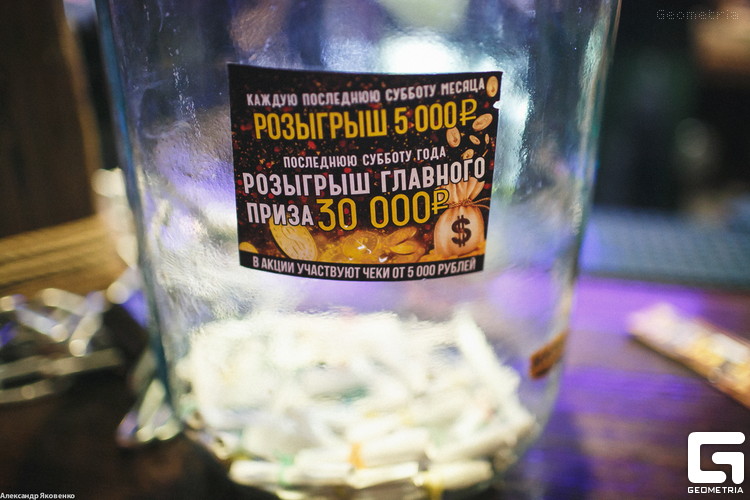 Geometria
КАЖДУЮ ПОСЛЕДНЮЮ СУББОТУ МЕСЯЦА
РОЗЫГРЫШ 5.000₽
ПОСЛЕДНЮЮ СУББОТУ ГОДА
РОЗЫГРЫШ ГЛАВНОГО
ПРИЗА 30 000₽
$
В АКЦИИ УЧАСТВУЮТ ЧЕКИ ОТ 5 000 РУБЛЕЙ
Александр Яковенко
GEOMETRIA